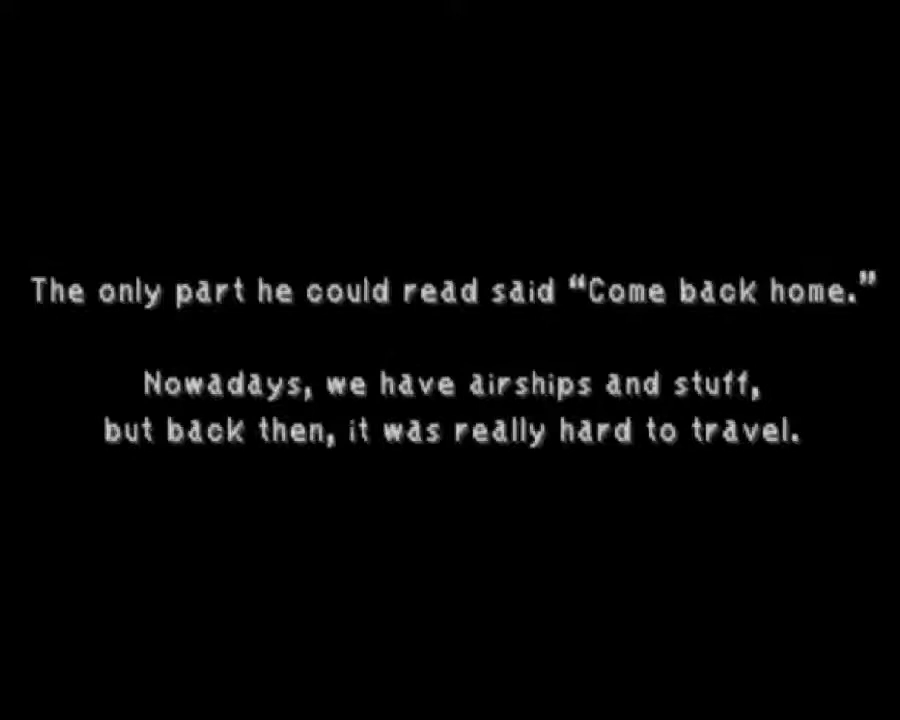 The only part he could read said “Come back home.”
Nowadays, we have airships and stuff,
but back then, it was really hard to travel.